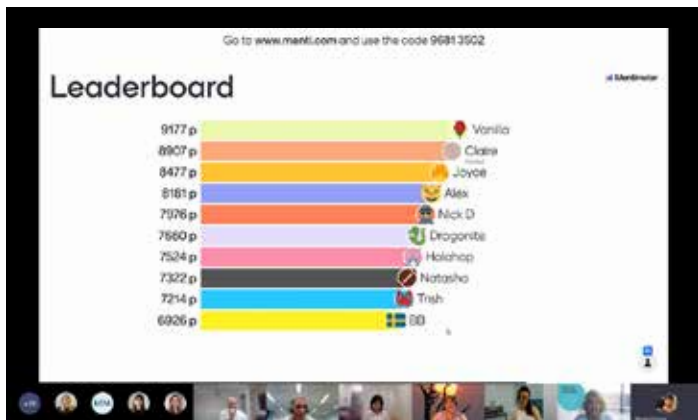 Go to www.menti.com and use the code 9681 3502
Leaderboard
Mentimeter
9177 p Vanilla
8907 p Claire
8477 p Joyce
8181 p Alex
7976 p Nick D
7660 p Dragonite
7524 p Holahop
7322 p Natasha
7214 p Trish
6926 p BB